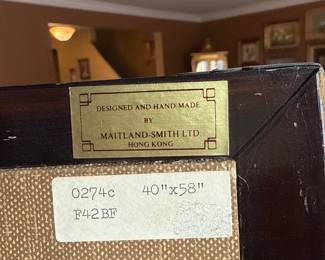 DESIGNED AND HAND MADE
BY
MAITLAND-SMITH LTD
HONG KONG
0274c 40"x58"
F42BF